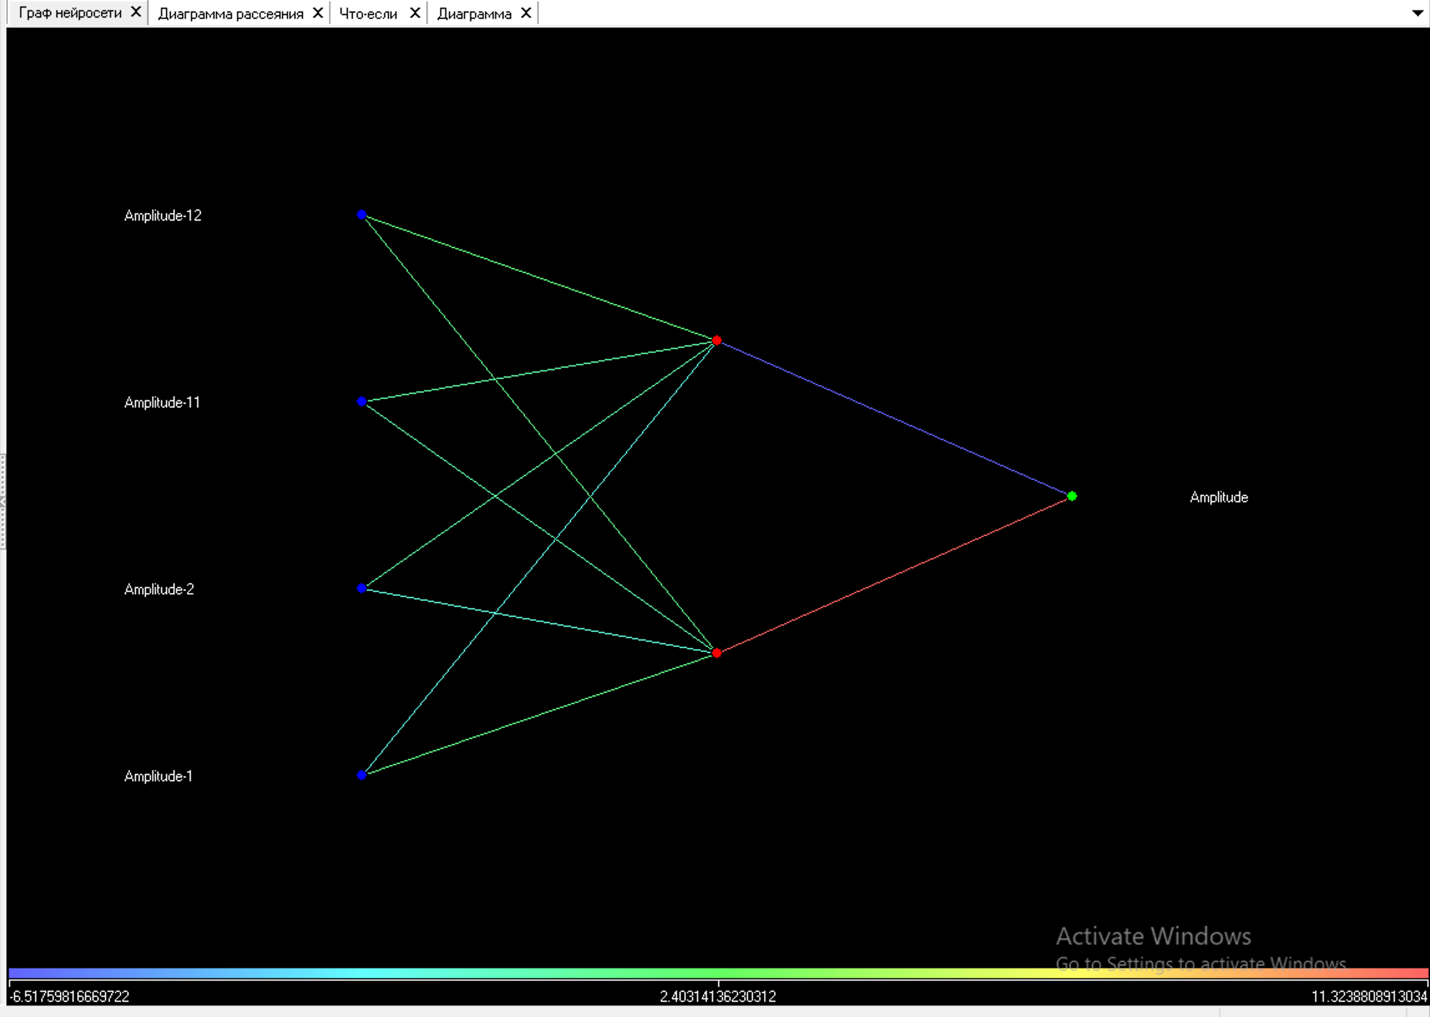 Граф нейросети
Диаграмма рассеяния
Что-если
Диаграмма
Amplitude-12
Amplitude-11
Amplitude-2
Amplitude
Amplitude-1
Activate Windows
Go to Settings to activate Windows.
-6.51759816669722
2.40314136230312
11.3238808913034